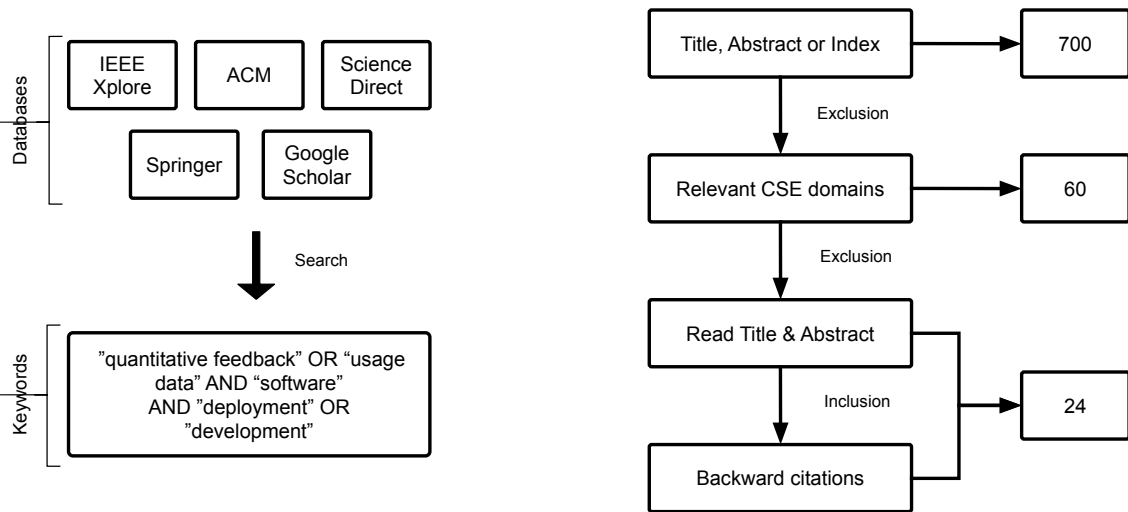 Databases
IEEE
Xplore
ACM
Science
Direct
Springer
Google
Scholar
Search
Keywords
”quantitative feedback” OR “usage
data” AND “software”
AND ”deployment” OR
”development”
Title, Abstract or Index
700
Exclusion
Relevant CSE domains
60
Exclusion
Read Title & Abstract
Inclusion
24
Backward citations